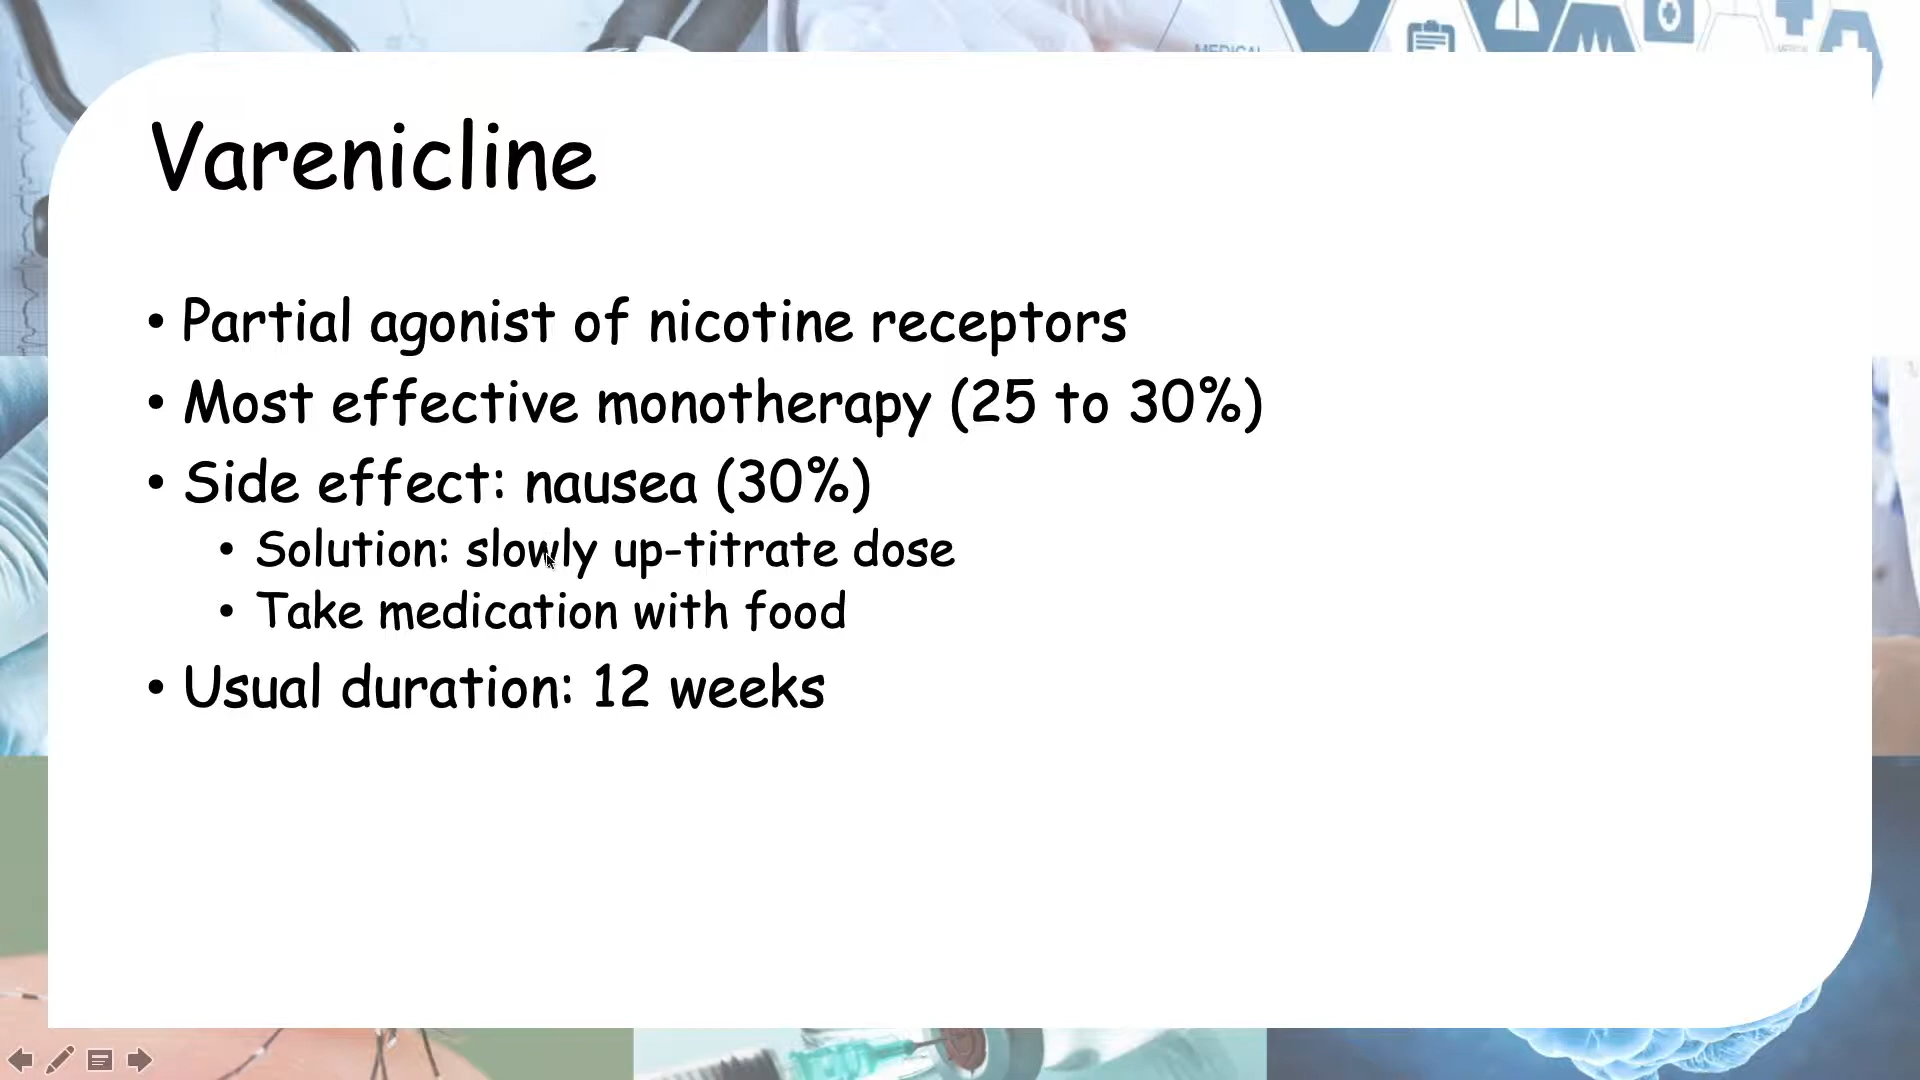 MEDICAL
Varenicline
• Partial agonist of nicotine receptors
• Most effective monotherapy (25 to 30%)
• Side effect: nausea (30%)
• Solution: slowly up-titrate dose
• Take medication with food
• Usual duration: 12 weeks